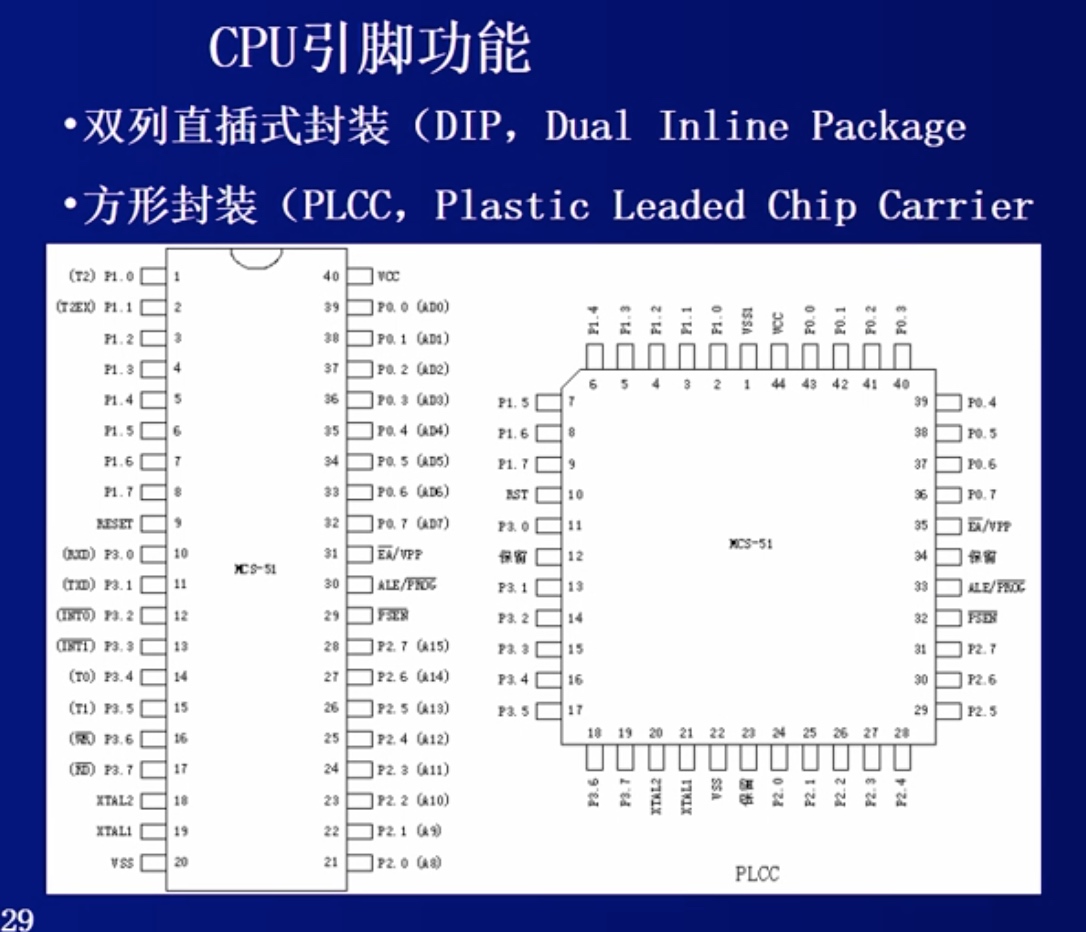 CPU引脚功能
•双列直插式封装（DIP，Dual Inline Package
•方形封装（PLCC，Plastic Leaded Chip Carrier
(T2) P1.0 1
(T2EX) P1.1 2
P1.2 3
P1.3 4
P1.4 5
P1.5 6
P1.6 7
P1.7 8
RESET 9
(RXD) P3.0 10
(TXD) P3.1 11
(INT0) P3.2 12
(INT1) P3.3 13
(T0) P3.4 14
(T1) P3.5 15
(WR) P3.6 16
(RD) P3.7 17
XTAL2 18
XTAL1 19
VSS 20
MCS-51
40 VCC
39 P0.0 (AD0)
38 P0.1 (AD1)
37 P0.2 (AD2)
36 P0.3 (AD3)
35 P0.4 (AD4)
34 P0.5 (AD5)
33 P0.6 (AD6)
32 P0.7 (AD7)
31 EA/VPP
30 ALE/PROG
29 PSEN
28 P2.7 (A15)
27 P2.6 (A14)
26 P2.5 (A13)
25 P2.4 (A12)
24 P2.3 (A11)
23 P2.2 (A10)
22 P2.1 (A9)
21 P2.0 (A8)
P1.4 P1.3 P1.2 P1.1 P1.0 VSS1 VCC P0.0 P0.1 P0.2 P0.3
6 5 4 3 2 1 44 43 42 41 40
P1.5 7
P1.6 8
P1.7 9
RST 10
P3.0 11
保留 12
P3.1 13
P3.2 14
P3.3 15
P3.4 16
P3.5 17
MCS-51
39 P0.4
38 P0.5
37 P0.6
36 P0.7
35 EA/VPP
34 保留
33 ALE/PROG
32 PSEN
31 P2.7
30 P2.6
29 P2.5
18 19 20 21 22 23 24 25 26 27 28
P3.6 P3.7 XTAL2 XTAL1 VSS 保留 P2.0 P2.1 P2.2 P2.3 P2.4
PLCC
29